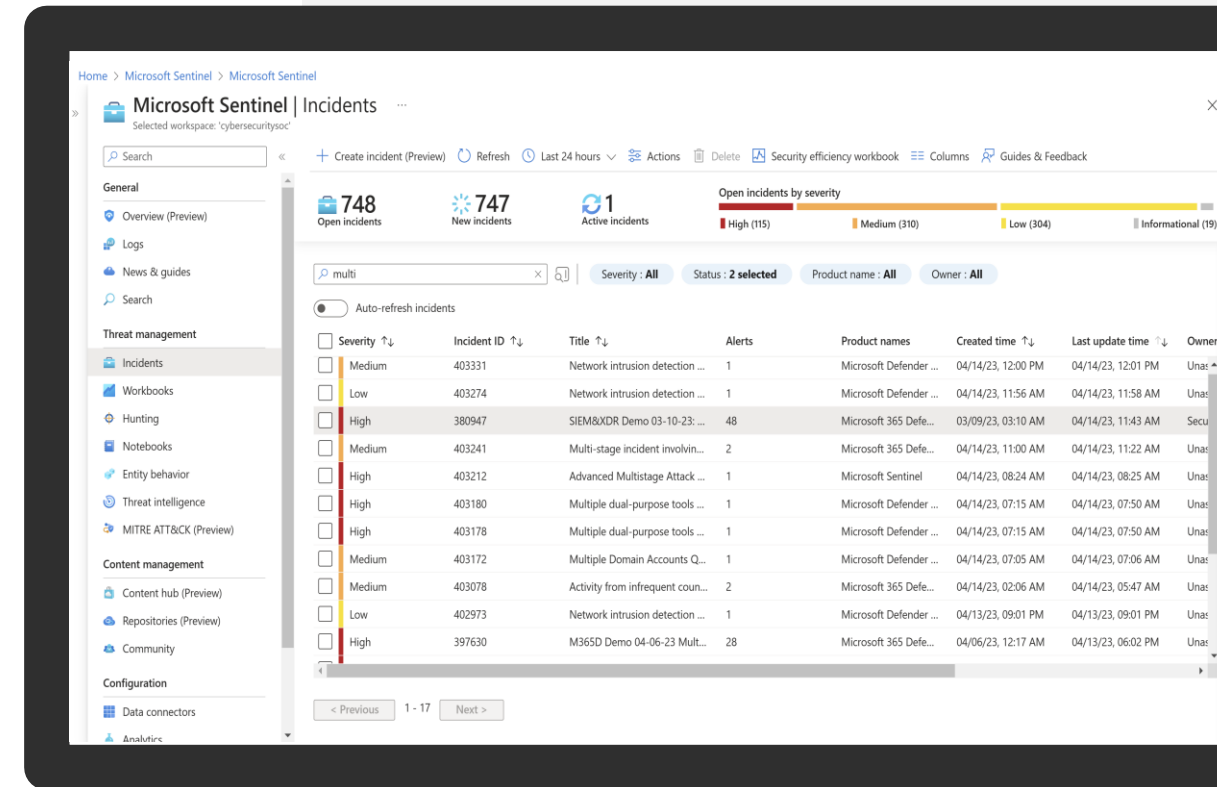 Home > Microsoft Sentinel > Microsoft Sentinel
Microsoft Sentinel | Incidents ...
Selected workspace: 'cybersecuritysoc'
Search
+ Create incident (Preview) Refresh Last 24 hours Actions Delete Security efficiency workbook Columns Guides & Feedback
General
Overview (Preview)
Logs
News & guides
Search
Threat management
Incidents
Workbooks
Hunting
Notebooks
Entity behavior
Threat intelligence
MITRE ATT&CK (Preview)
Content management
Content hub (Preview)
Repositories (Preview)
Community
Configuration
Data connectors
Analytics
748 Open incidents
747 New incidents
1 Active incidents
Open incidents by severity
High (115) Medium (310) Low (304) Informational (19)
multi Severity : All Status : 2 selected Product name : All Owner : All
Auto-refresh incidents
Severity ↑↓ Incident ID ↑↓ Title ↑↓ Alerts Product names Created time ↑↓ Last update time ↑↓ Owner
Medium 403331 Network intrusion detection ... 1 Microsoft Defender ... 04/14/23, 12:00 PM 04/14/23, 12:01 PM Unas
Low 403274 Network intrusion detection ... 1 Microsoft Defender ... 04/14/23, 11:56 AM 04/14/23, 11:58 AM Unas
High 380947 SIEM&XDR Demo 03-10-23: ... 48 Microsoft 365 Defe... 03/09/23, 03:10 AM 04/14/23, 11:43 AM Secu
Medium 403241 Multi-stage incident involvin... 2 Microsoft 365 Defe... 04/14/23, 11:00 AM 04/14/23, 11:22 AM Unas
High 403212 Advanced Multistage Attack ... 1 Microsoft Sentinel 04/14/23, 08:24 AM 04/14/23, 08:25 AM Unas
High 403180 Multiple dual-purpose tools ... 1 Microsoft Defender ... 04/14/23, 07:15 AM 04/14/23, 07:50 AM Unas
High 403178 Multiple dual-purpose tools ... 1 Microsoft Defender ... 04/14/23, 07:15 AM 04/14/23, 07:50 AM Unas
Medium 403172 Multiple Domain Accounts Q... 1 Microsoft Defender ... 04/14/23, 07:05 AM 04/14/23, 07:06 AM Unas
Medium 403078 Activity from infrequent coun... 2 Microsoft 365 Defe... 04/14/23, 02:06 AM 04/14/23, 05:47 AM Unas
Low 402973 Network intrusion detection ... 1 Microsoft Defender ... 04/13/23, 09:01 PM 04/13/23, 09:01 PM Unas
High 397630 M365D Demo 04-06-23 Mult... 28 Microsoft 365 Defe... 04/06/23, 12:17 AM 04/13/23, 06:02 PM Unas
< Previous 1 - 17 Next >